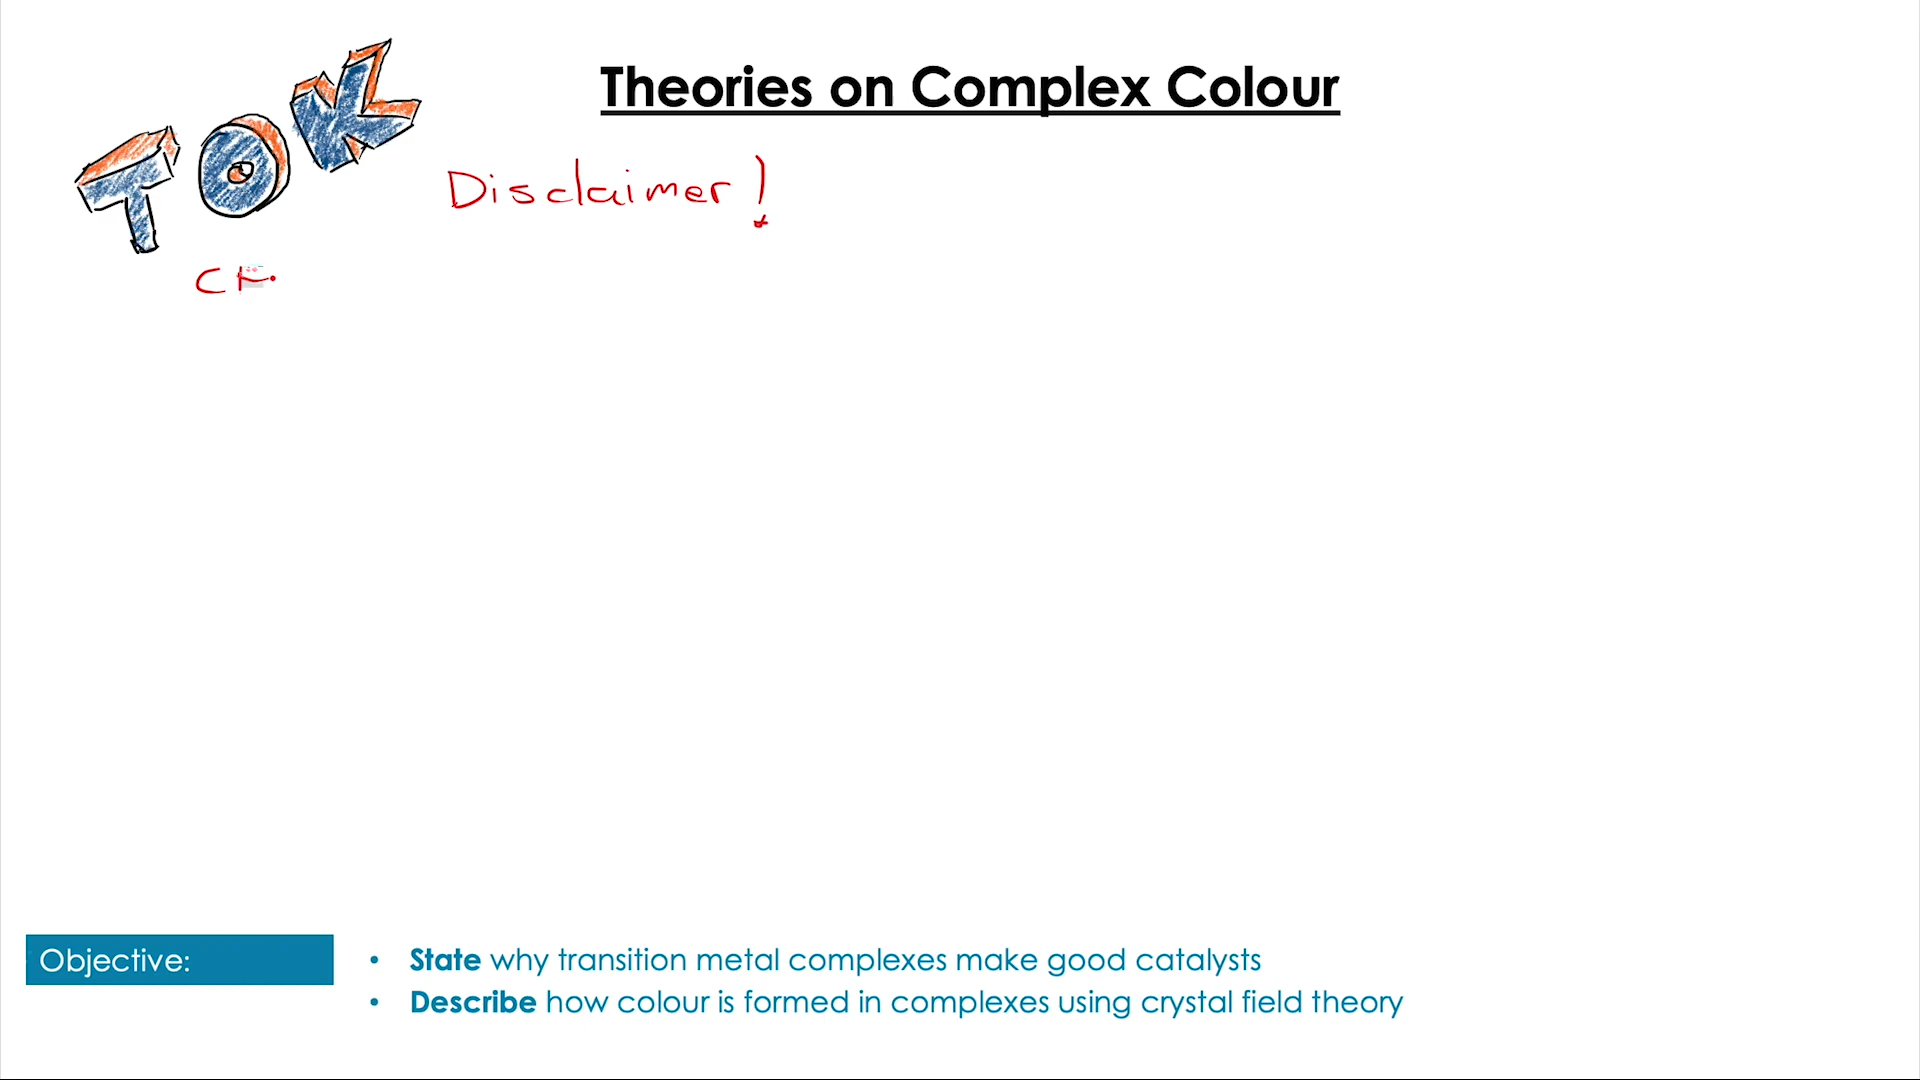 TOK
Theories on Complex Colour
Disclaimer!
Objective:
• State why transition metal complexes make good catalysts
• Describe how colour is formed in complexes using crystal field theory